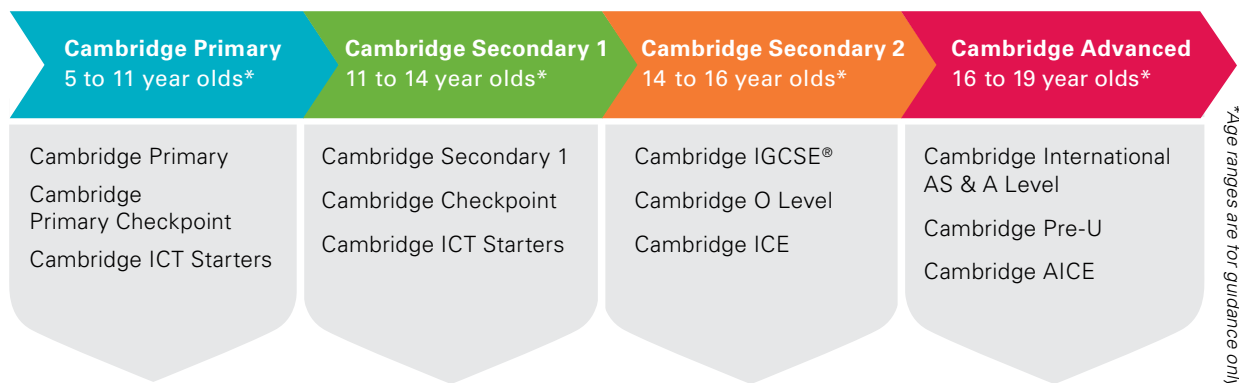 Cambridge Primary
5 to 11 year olds*
Cambridge Secondary 1
11 to 14 year olds*
Cambridge Secondary 2
14 to 16 year olds*
Cambridge Advanced
16 to 19 year olds*
Cambridge Primary
Cambridge
Primary Checkpoint
Cambridge ICT Starters
Cambridge Secondary 1
Cambridge Checkpoint
Cambridge ICT Starters
Cambridge IGCSE®
Cambridge O Level
Cambridge ICE
Cambridge International
AS & A Level
Cambridge Pre-U
Cambridge AICE
*Age ranges are for guidance only